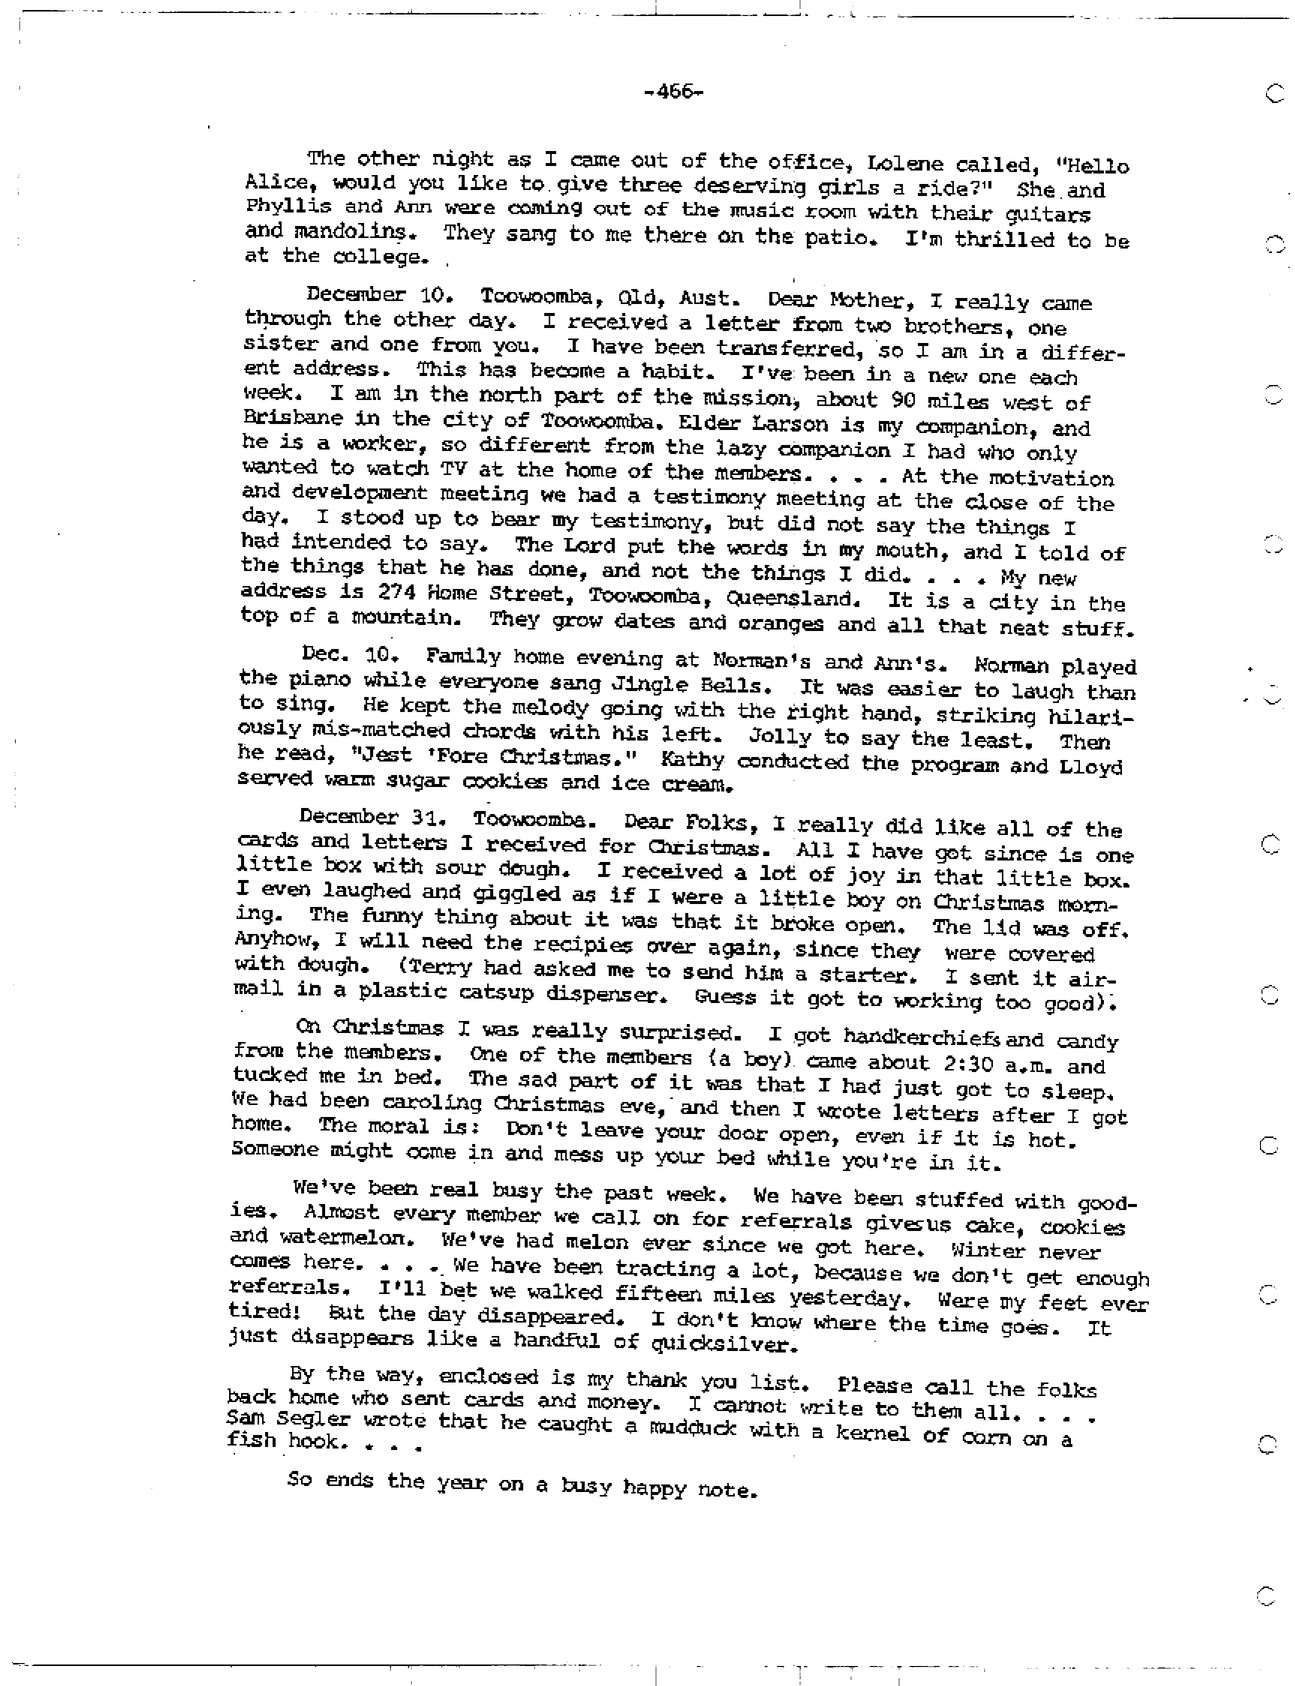 -466-
The other night as I came out of the office, Lolene called, "Hello
Alice, would you like to give three deserving girls a ride?" She and
Phyllis and Ann were coming out of the music room with their guitars
and mandolins. They sang to me there on the patio. I'm thrilled to be
at the college.
December 10. Toowoomba, Qld, Aust. Dear Mother, I really came
through the other day. I received a letter from two brothers, one
sister and one from you. I have been transferred, so I am in a differ-
ent address. This has become a habit. I've been in a new one each
week. I am in the north part of the mission, about 90 miles west of
Brisbane in the city of Toowoomba. Elder Larson is my companion, and
he is a worker, so different from the lazy companion I had who only
wanted to watch TV at the home of the members. . . . At the motivation
and development meeting we had a testimony meeting at the close of the
day. I stood up to bear my testimony, but did not say the things I
had intended to say. The Lord put the words in my mouth, and I told of
the things that he has done, and not the things I did. . . . My new
address is 274 Home Street, Toowoomba, Queensland. It is a city in the
top of a mountain. They grow dates and oranges and all that neat stuff.
Dec. 10. Family home evening at Norman's and Ann's. Norman played
the piano while everyone sang Jingle Bells. It was easier to laugh than
to sing. He kept the melody going with the right hand, striking hilari-
ously mis-matched chords with his left. Jolly to say the least. Then
he read, "Jest 'Fore Christmas." Kathy conducted the program and Lloyd
served warm sugar cookies and ice cream.
December 31. Toowoomba. Dear Folks, I really did like all of the
cards and letters I received for Christmas. All I have got since is one
little box with sour dough. I received a lot of joy in that little box.
I even laughed and giggled as if I were a little boy on Christmas morn-
ing. The funny thing about it was that it broke open. The lid was off.
Anyhow, I will need the recipies over again, since they were covered
with dough. (Terry had asked me to send him a starter. I sent it air-
mail in a plastic catsup dispenser. Guess it got to working too good).
On Christmas I was really surprised. I got handkerchiefs and candy
from the members. One of the members (a boy) came about 2:30 a.m. and
tucked me in bed. The sad part of it was that I had just got to sleep.
We had been caroling Christmas eve, and then I wrote letters after I got
home. The moral is: Don't leave your door open, even if it is hot.
Someone might come in and mess up your bed while you're in it.
We've been real busy the past week. We have been stuffed with good-
ies. Almost every member we call on for referrals givesus cake, cookies
and watermelon. We've had melon ever since we got here. Winter never
comes here. . . . We have been tracting a lot, because we don't get enough
referrals. I'll bet we walked fifteen miles yesterday. Were my feet ever
tired! But the day disappeared. I don't know where the time goes. It
just disappears like a handful of quicksilver.
By the way, enclosed is my thank you list. Please call the folks
back home who sent cards and money. I cannot write to them all. . . .
Sam Segler wrote that he caught a mudduck with a kernel of corn on a
fish hook. . . .
So ends the year on a busy happy note.